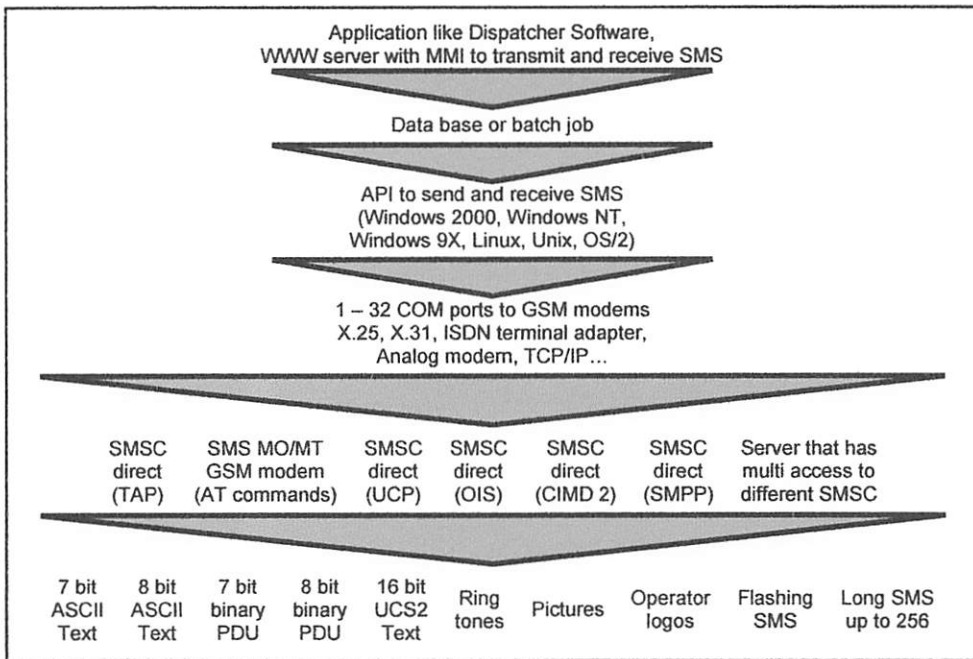 Application like Dispatcher Software,
WWW server with MMI to transmit and receive SMS
Data base or batch job
API to send and receive SMS
(Windows 2000, Windows NT,
Windows 9X, Linux, Unix, OS/2)
1 – 32 COM ports to GSM modems
X.25, X.31, ISDN terminal adapter,
Analog modem, TCP/IP...
SMSC
direct
(TAP)
SMS MO/MT
GSM modem
(AT commands)
SMSC
direct
(UCP)
SMSC
direct
(OIS)
SMSC
direct
(CIMD 2)
SMSC
direct
(SMPP)
Server that has
multi access to
different SMSC
7 bit
ASCII
Text
8 bit
ASCII
Text
7 bit
binary
PDU
8 bit
binary
PDU
16 bit
UCS2
Text
Ring
tones
Pictures
Operator
logos
Flashing
SMS
Long SMS
up to 256